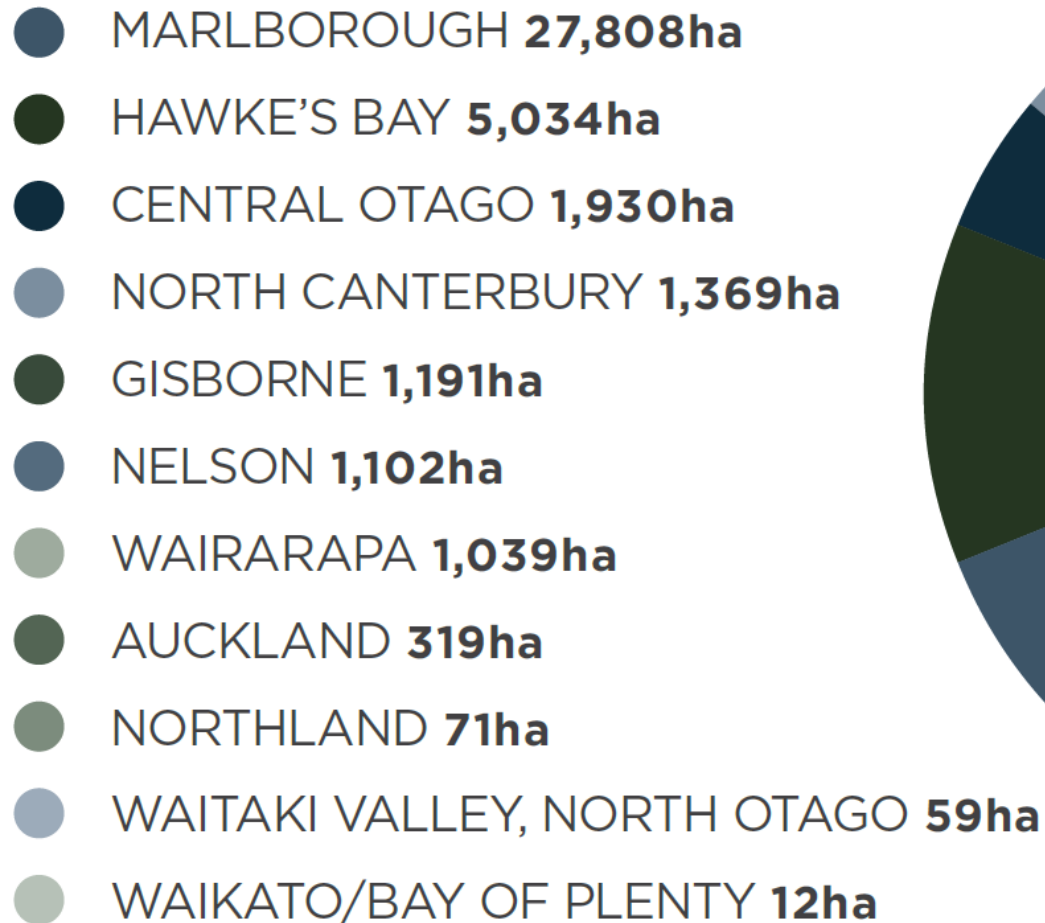 MARLBOROUGH 27,808ha
HAWKE’S BAY 5,034ha
CENTRAL OTAGO 1,930ha
NORTH CANTERBURY 1,369ha
GISBORNE 1,191ha
NELSON 1,102ha
WAIRARAPA 1,039ha
AUCKLAND 319ha
NORTHLAND 71ha
WAITAKI VALLEY, NORTH OTAGO 59ha
WAIKATO/BAY OF PLENTY 12ha